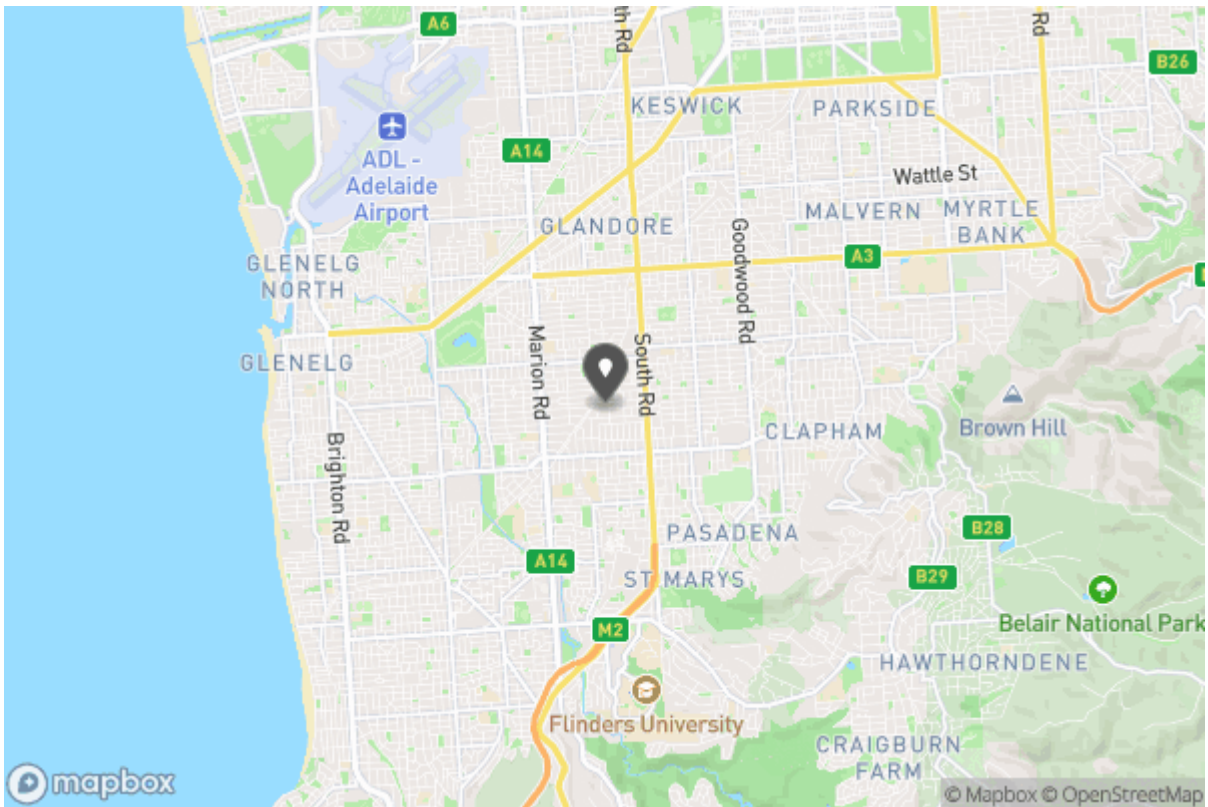 A6
th Rd
Rd
B26
KESWICK
PARKSIDE
A14
ADL -
Adelaide
Airport
Wattle St
GLANDORE
MALVERN
MYRTLE
BANK
Goodwood Rd
A3
GLENELG
NORTH
GLENELG
Marion Rd
South Rd
Brown Hill
CLAPHAM
Brighton Rd
PASADENA
B28
A14
ST MARYS
B29
M2
Belair National Park
HAWTHORNDENE
Flinders University
CRAIGBURN
FARM
mapbox
© Mapbox © OpenStreetMap